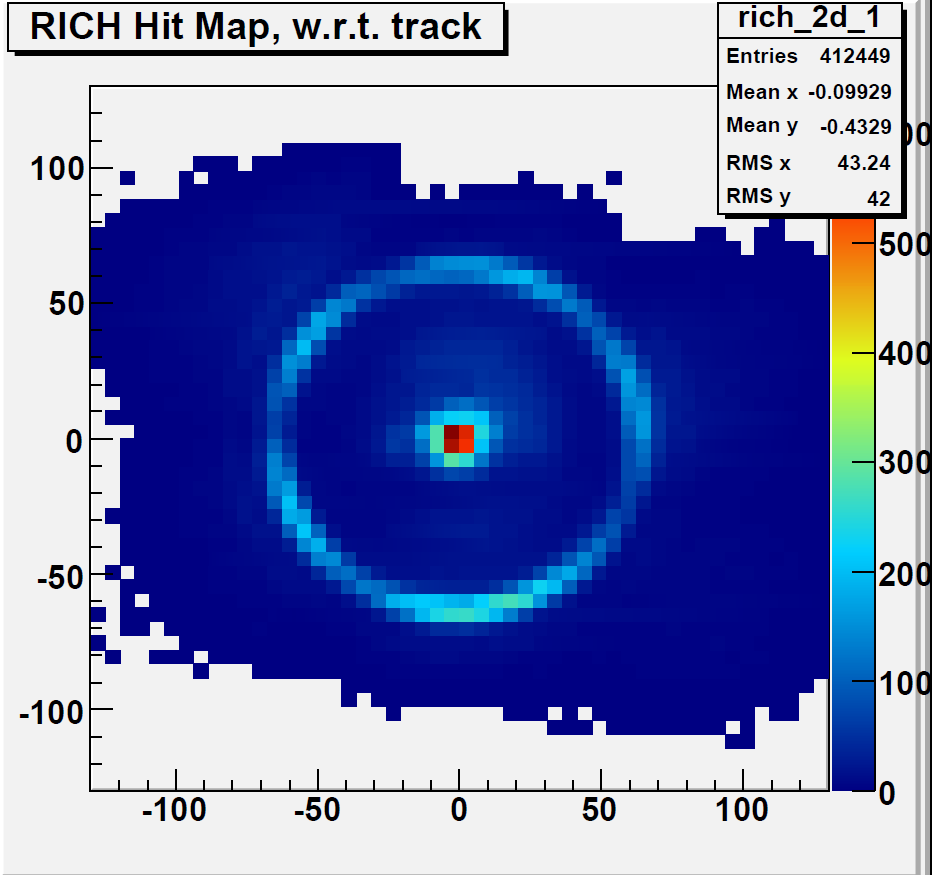 RICH Hit Map, w.r.t. track
rich_2d_1
Entries 412449
Mean x -0.09929
Mean y -0.4329
RMS x 43.24
RMS y 42
100
50
0
-50
-100
-100 -50 0 50 100
500
400
300
200
100
0